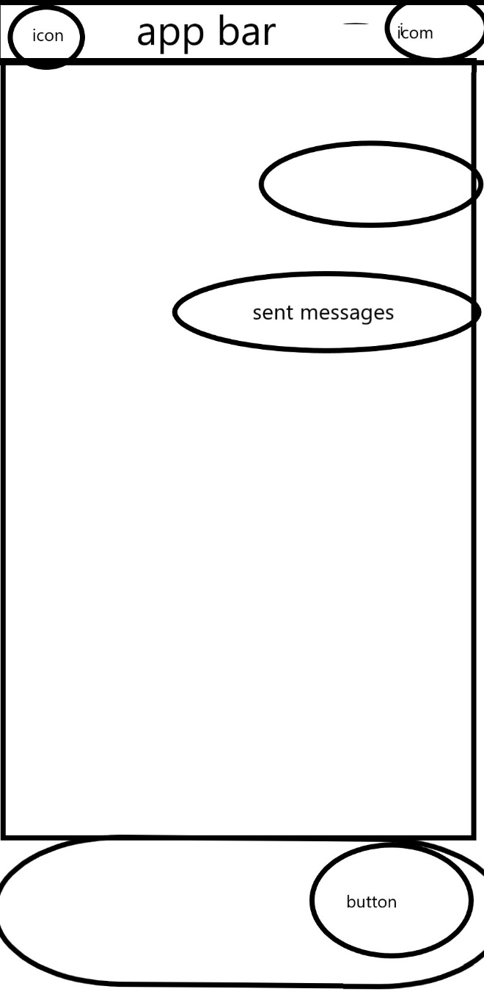 icon
app bar
icom
sent messages
button